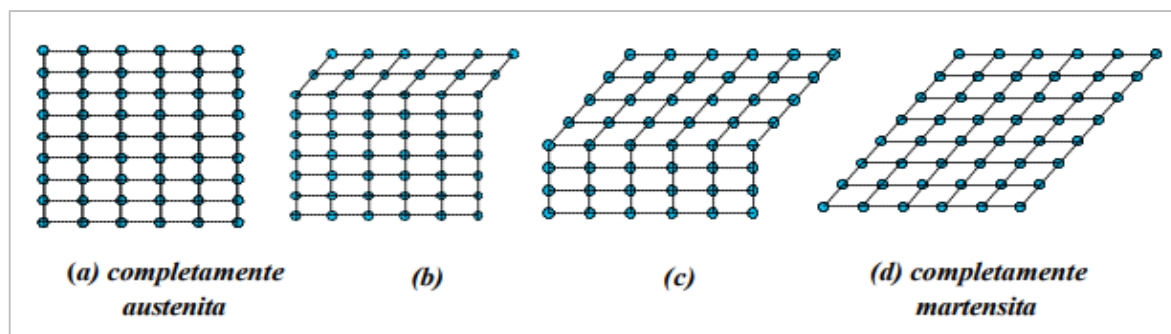 (a) completamente
austenita
(b)
(c)
(d) completamente
martensita